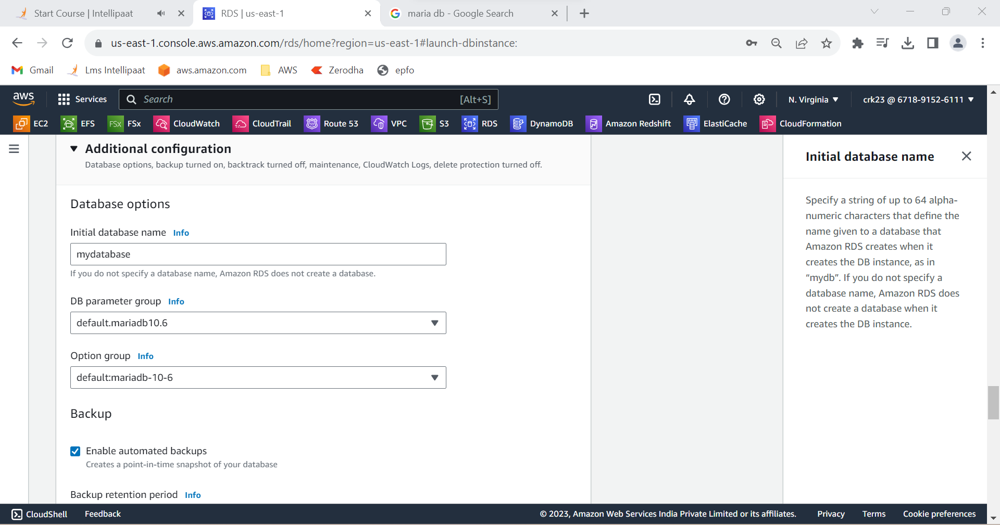 Start Course | Intellipaat
RDS | us-east-1
maria db - Google Search
us-east-1.console.aws.amazon.com/rds/home?region=us-east-1#launch-dbinstance:
Gmail
Lms Intellipaat
aws.amazon.com
AWS
Zerodha
epfo
aws
Services
Search
[Alt+S]
N. Virginia
crk23 @ 6718-9152-6111
EC2
EFS
FSx
FSx
CloudWatch
CloudTrail
53
Route 53
VPC
S3
RDS
DynamoDB
Amazon Redshift
ElastiCache
CloudFormation
Additional configuration
Database options, backup turned on, backtrack turned off, maintenance, CloudWatch Logs, delete protection turned off.
Database options
Initial database name Info
mydatabase
If you do not specify a database name, Amazon RDS does not create a database.
DB parameter group Info
default.mariadb10.6
Option group Info
default:mariadb-10-6
Backup
Enable automated backups
Creates a point-in-time snapshot of your database
Backup retention period Info
Initial database name
Specify a string of up to 64 alpha-
numeric characters that define the
name given to a database that
Amazon RDS creates when it
creates the DB instance, as in
“mydb”. If you do not specify a
database name, Amazon RDS does
not create a database when it
creates the DB instance.
CloudShell
Feedback
© 2023, Amazon Web Services India Private Limited or its affiliates.
Privacy
Terms
Cookie preferences